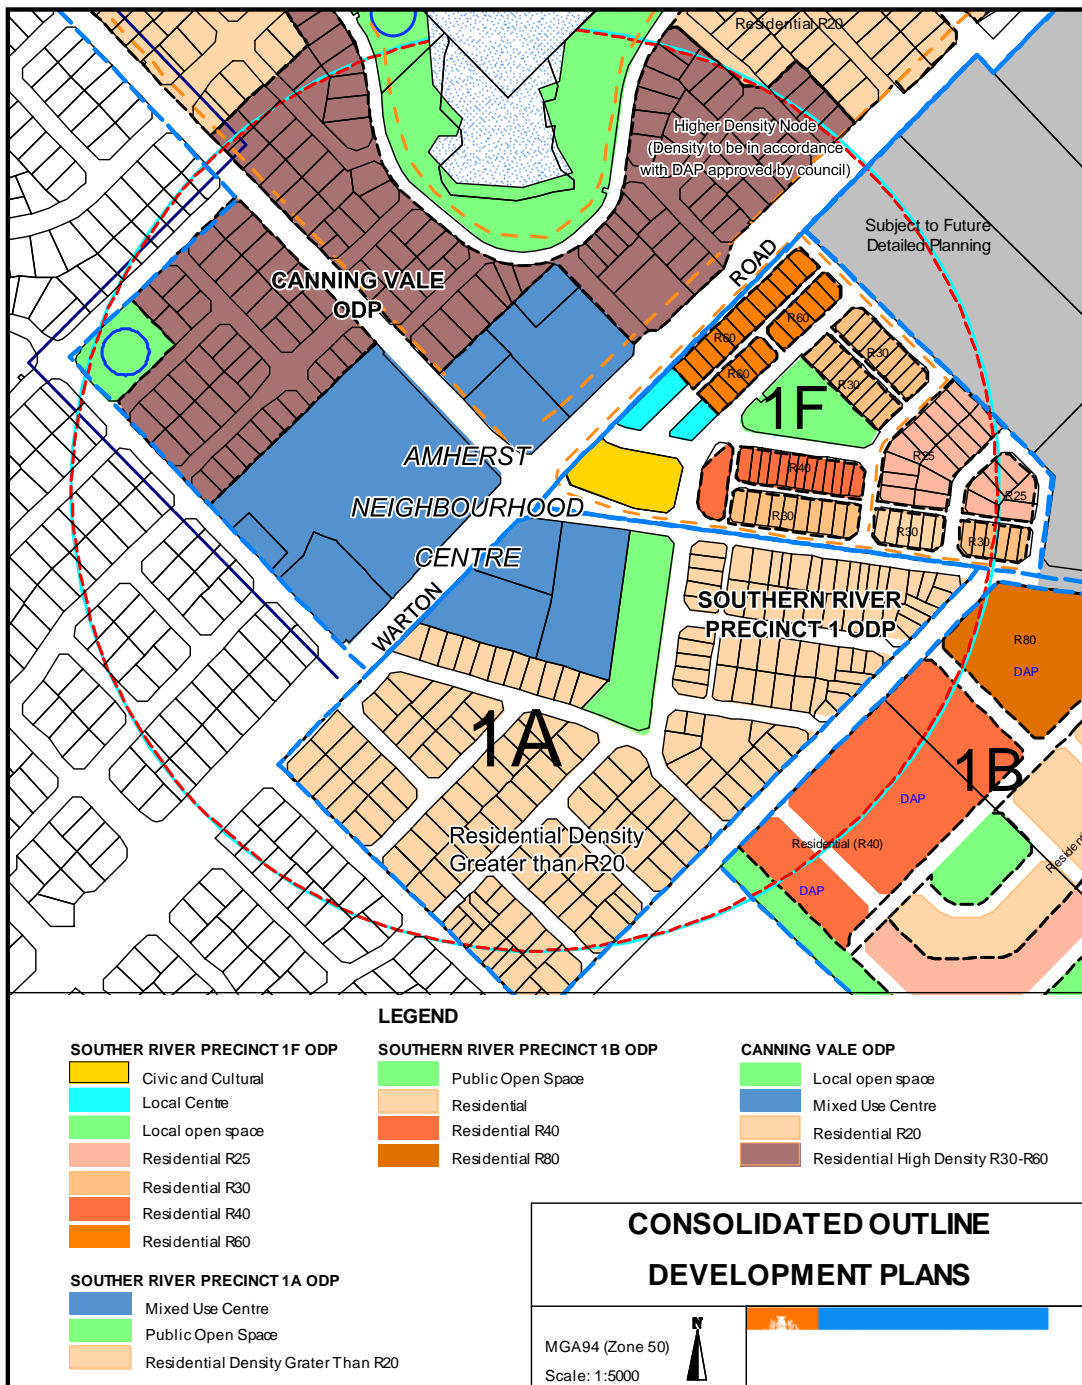 Residential R20
Higher Density Node
(Density to be in accordance
with DAP approved by council)
Subject to Future
Detailed Planning
ROAD
CANNING VALE
ODP
R60
R60
R60
R30
R30
1F
R25
R40
R25
R30
R30
R30
AMHERST
NEIGHBOURHOOD
CENTRE
WARTON
SOUTHERN RIVER
PRECINCT 1 ODP
R80
DAP
1A
1B
DAP
Residential Density
Greater than R20
Residential (R40)
DAP
LEGEND
SOUTHER RIVER PRECINCT 1F ODP
Civic and Cultural
Local Centre
Local open space
Residential R25
Residential R30
Residential R40
Residential R60
SOUTHER RIVER PRECINCT 1A ODP
Mixed Use Centre
Public Open Space
Residential Density Grater Than R20
SOUTHERN RIVER PRECINCT 1B ODP
Public Open Space
Residential
Residential R40
Residential R80
CANNING VALE ODP
Local open space
Mixed Use Centre
Residential R20
Residential High Density R30-R60
CONSOLIDATED OUTLINE
DEVELOPMENT PLANS
N
MGA94 (Zone 50)
Scale: 1:5000